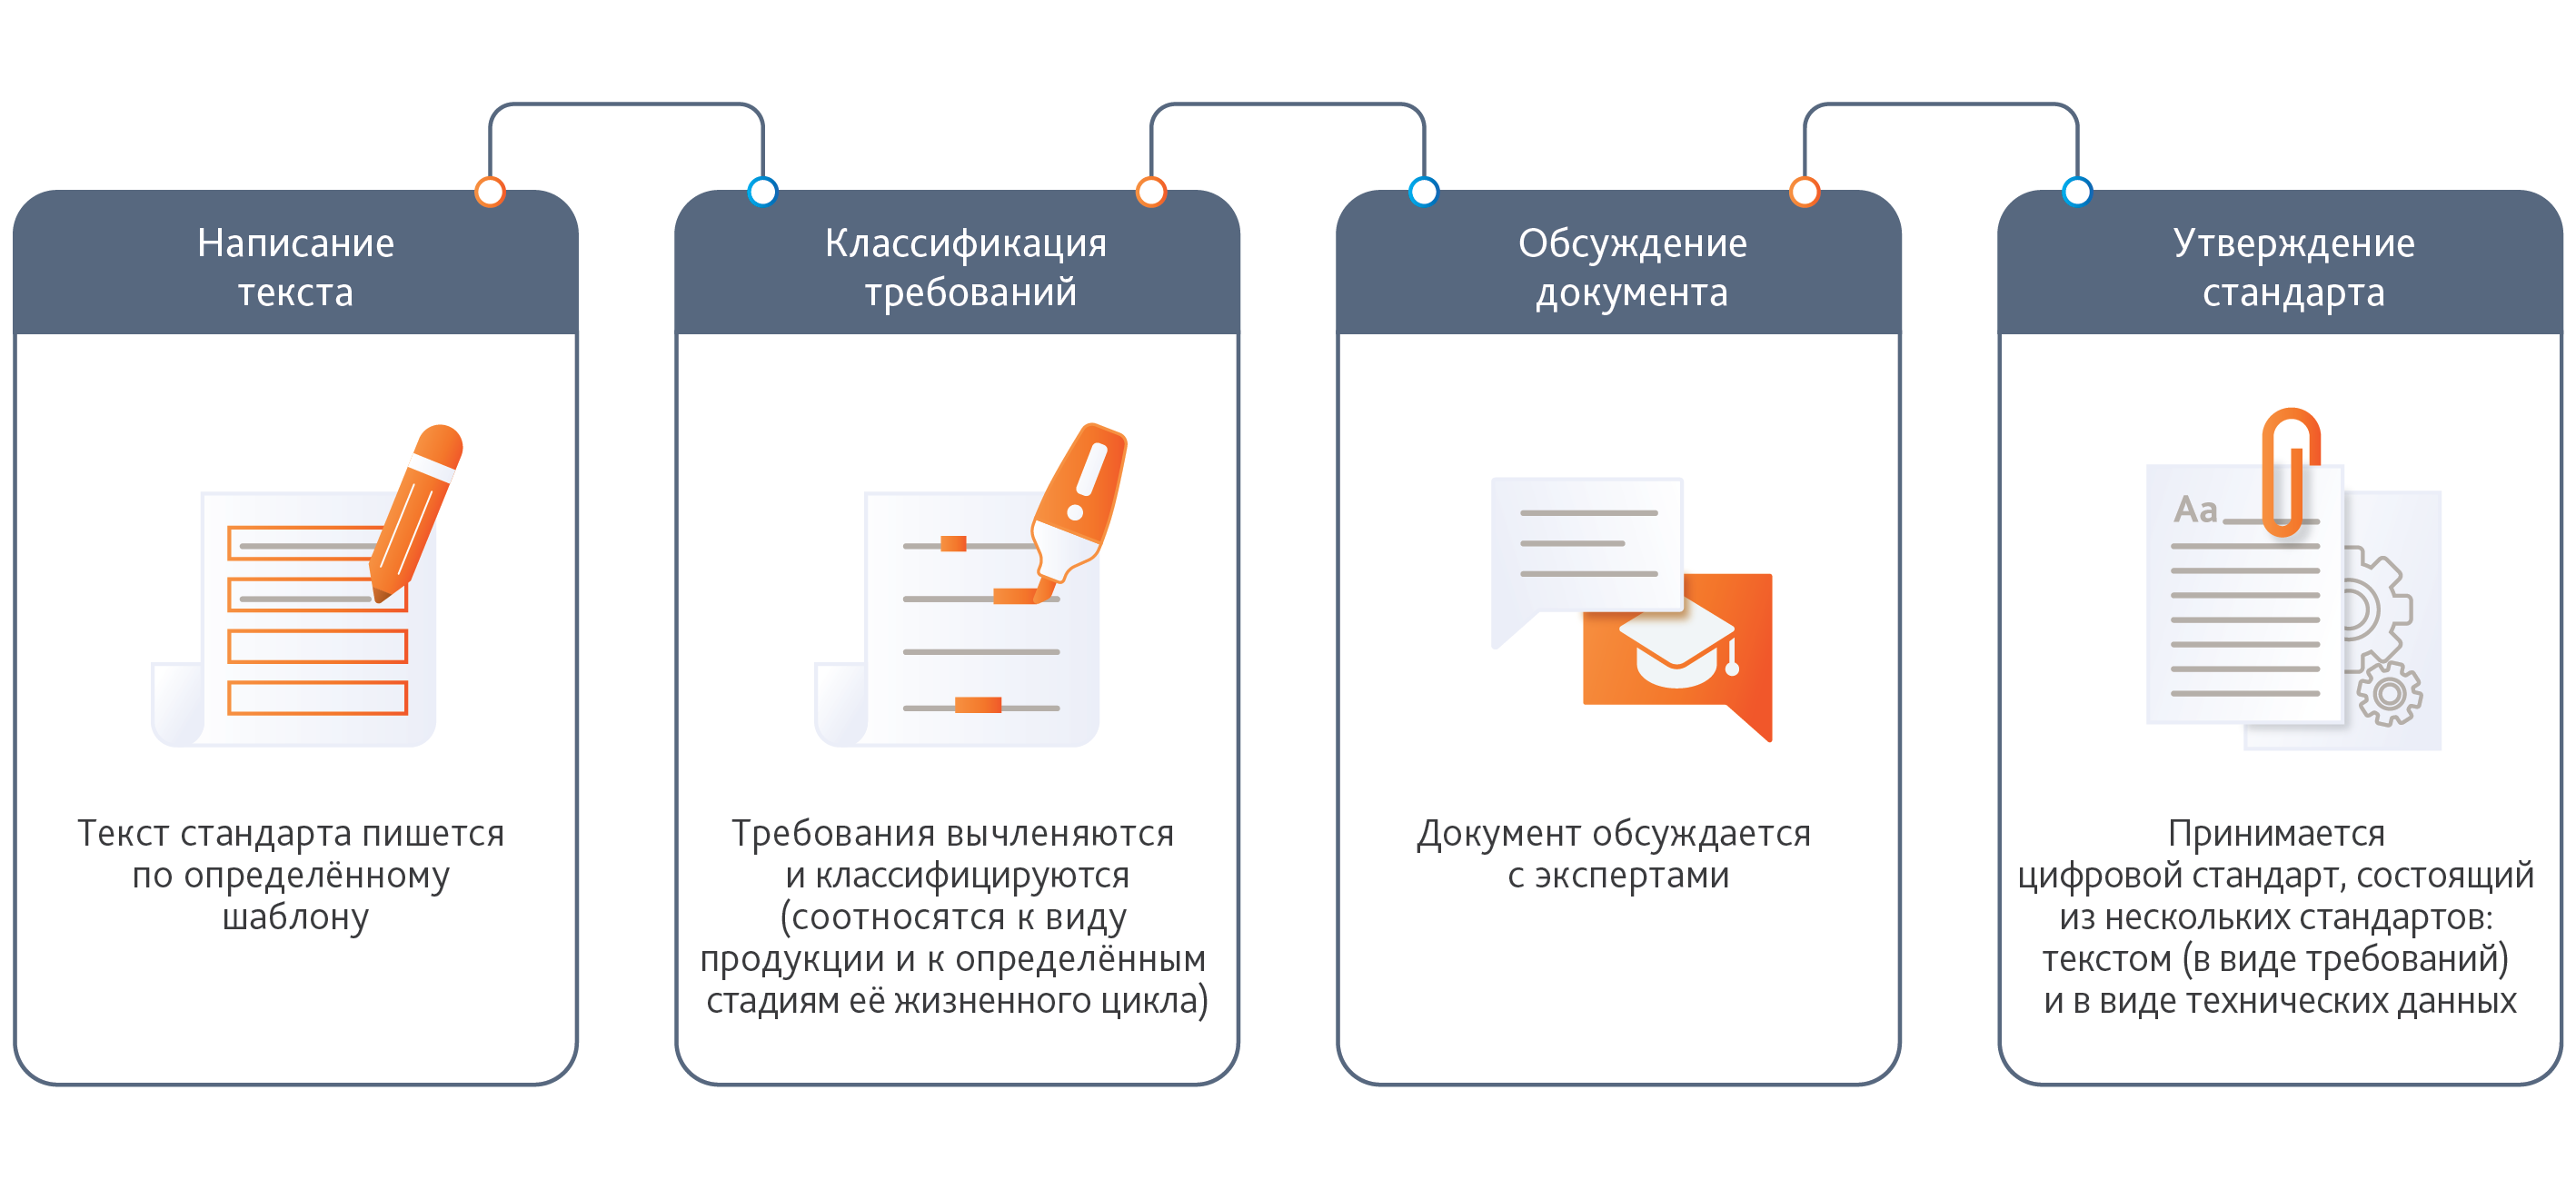 Написание
текста
Текст стандарта пишется
по определённому
шаблону
Классификация
требований
Требования вычленяются
и классифицируются
(соотносятся к виду
продукции и к определённым
стадиям её жизненного цикла)
Обсуждение
документа
Документ обсуждается
с экспертами
Утверждение
стандарта
Aa
Принимается
цифровой стандарт, состоящий
из нескольких стандартов:
текстом (в виде требований)
и в виде технических данных